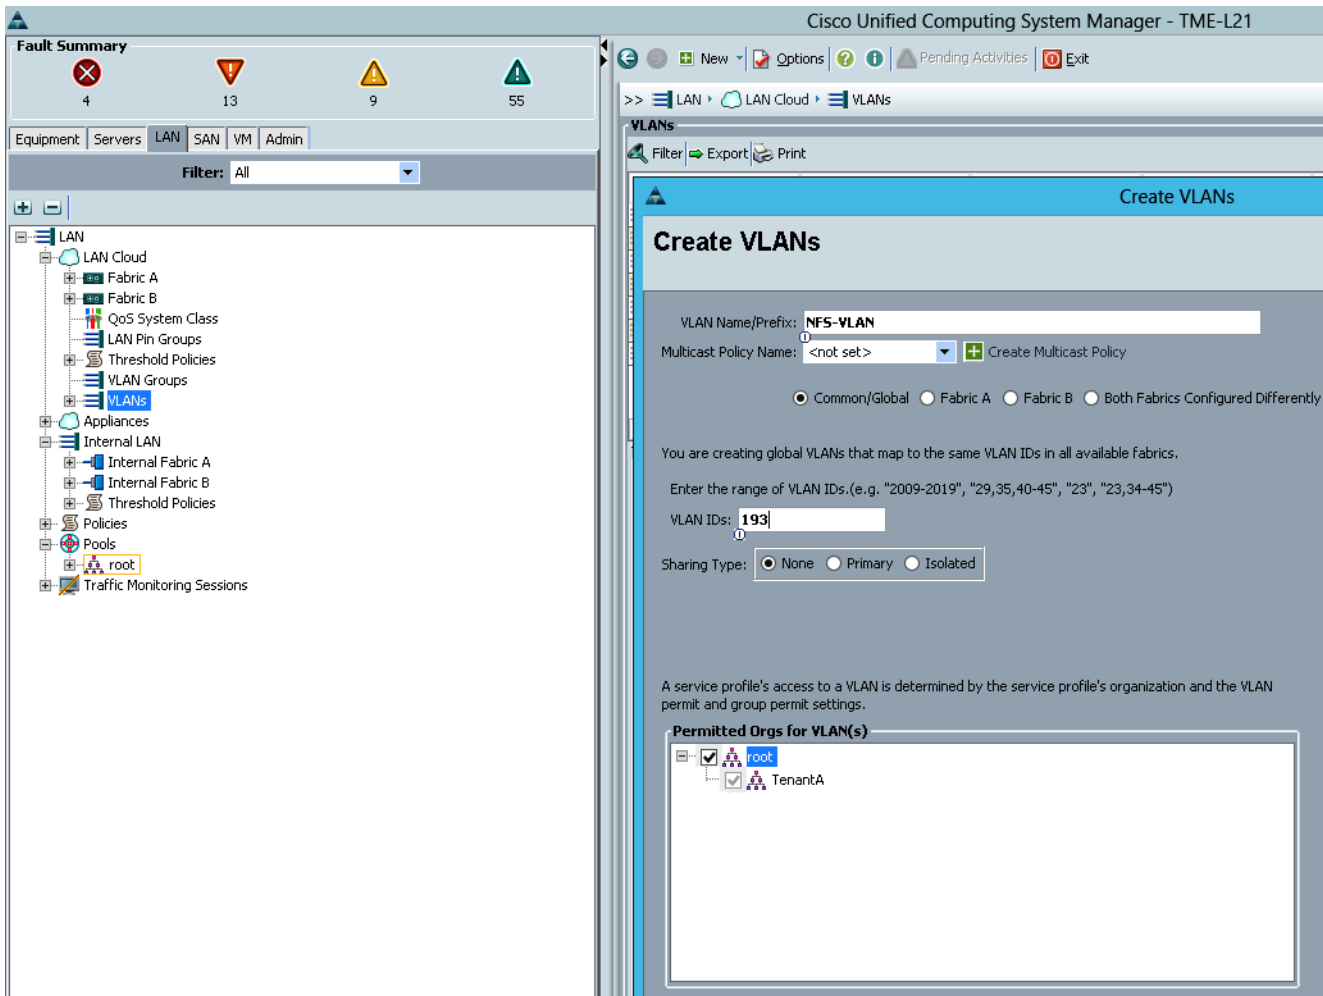 Cisco Unified Computing System Manager - TME-L21
Fault Summary
4 13 9 55
Equipment Servers LAN SAN VM Admin
Filter: All
LAN
LAN Cloud
Fabric A
Fabric B
QoS System Class
LAN Pin Groups
Threshold Policies
VLAN Groups
VLANs
Appliances
Internal LAN
Internal Fabric A
Internal Fabric B
Threshold Policies
Policies
Pools
root
Traffic Monitoring Sessions
New Options Pending Activities Exit
>> LAN LAN Cloud VLANs
VLANs
Filter Export Print
Create VLANs
Create VLANs
VLAN Name/Prefix: NFS-VLAN
Multicast Policy Name: <not set> Create Multicast Policy
Common/Global Fabric A Fabric B Both Fabrics Configured Differently
You are creating global VLANs that map to the same VLAN IDs in all available fabrics.
Enter the range of VLAN IDs.(e.g. "2009-2019", "29,35,40-45", "23", "23,34-45")
VLAN IDs: 193
Sharing Type: None Primary Isolated
A service profile's access to a VLAN is determined by the service profile's organization and the VLAN
permit and group permit settings.
Permitted Orgs for VLAN(s)
root
TenantA